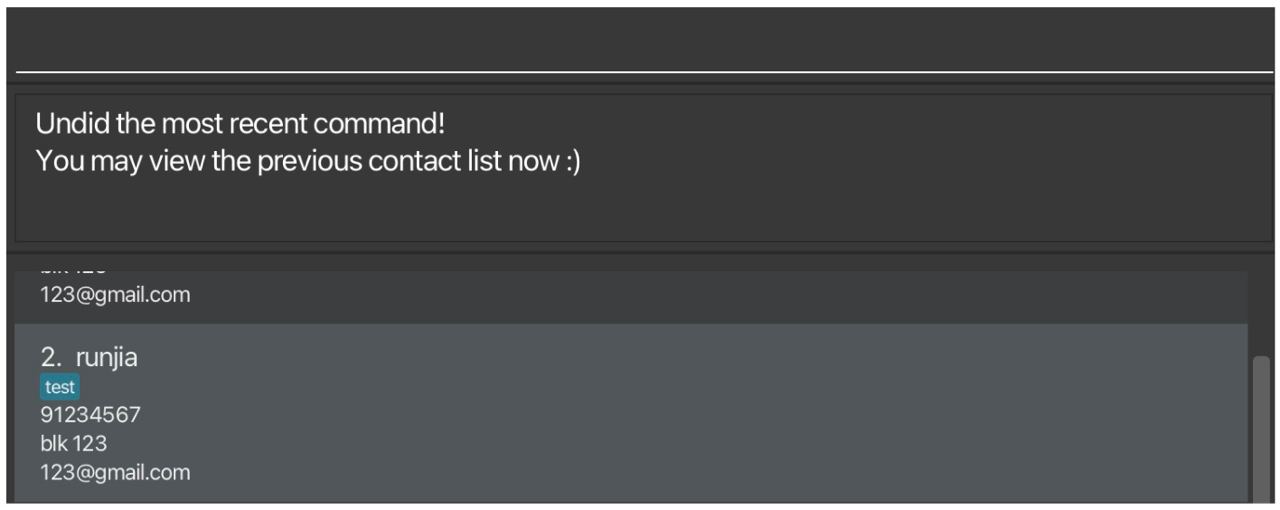 Undid the most recent command!
You may view the previous contact list now :)
123@gmail.com
2. runjia
test
91234567
blk 123
123@gmail.com